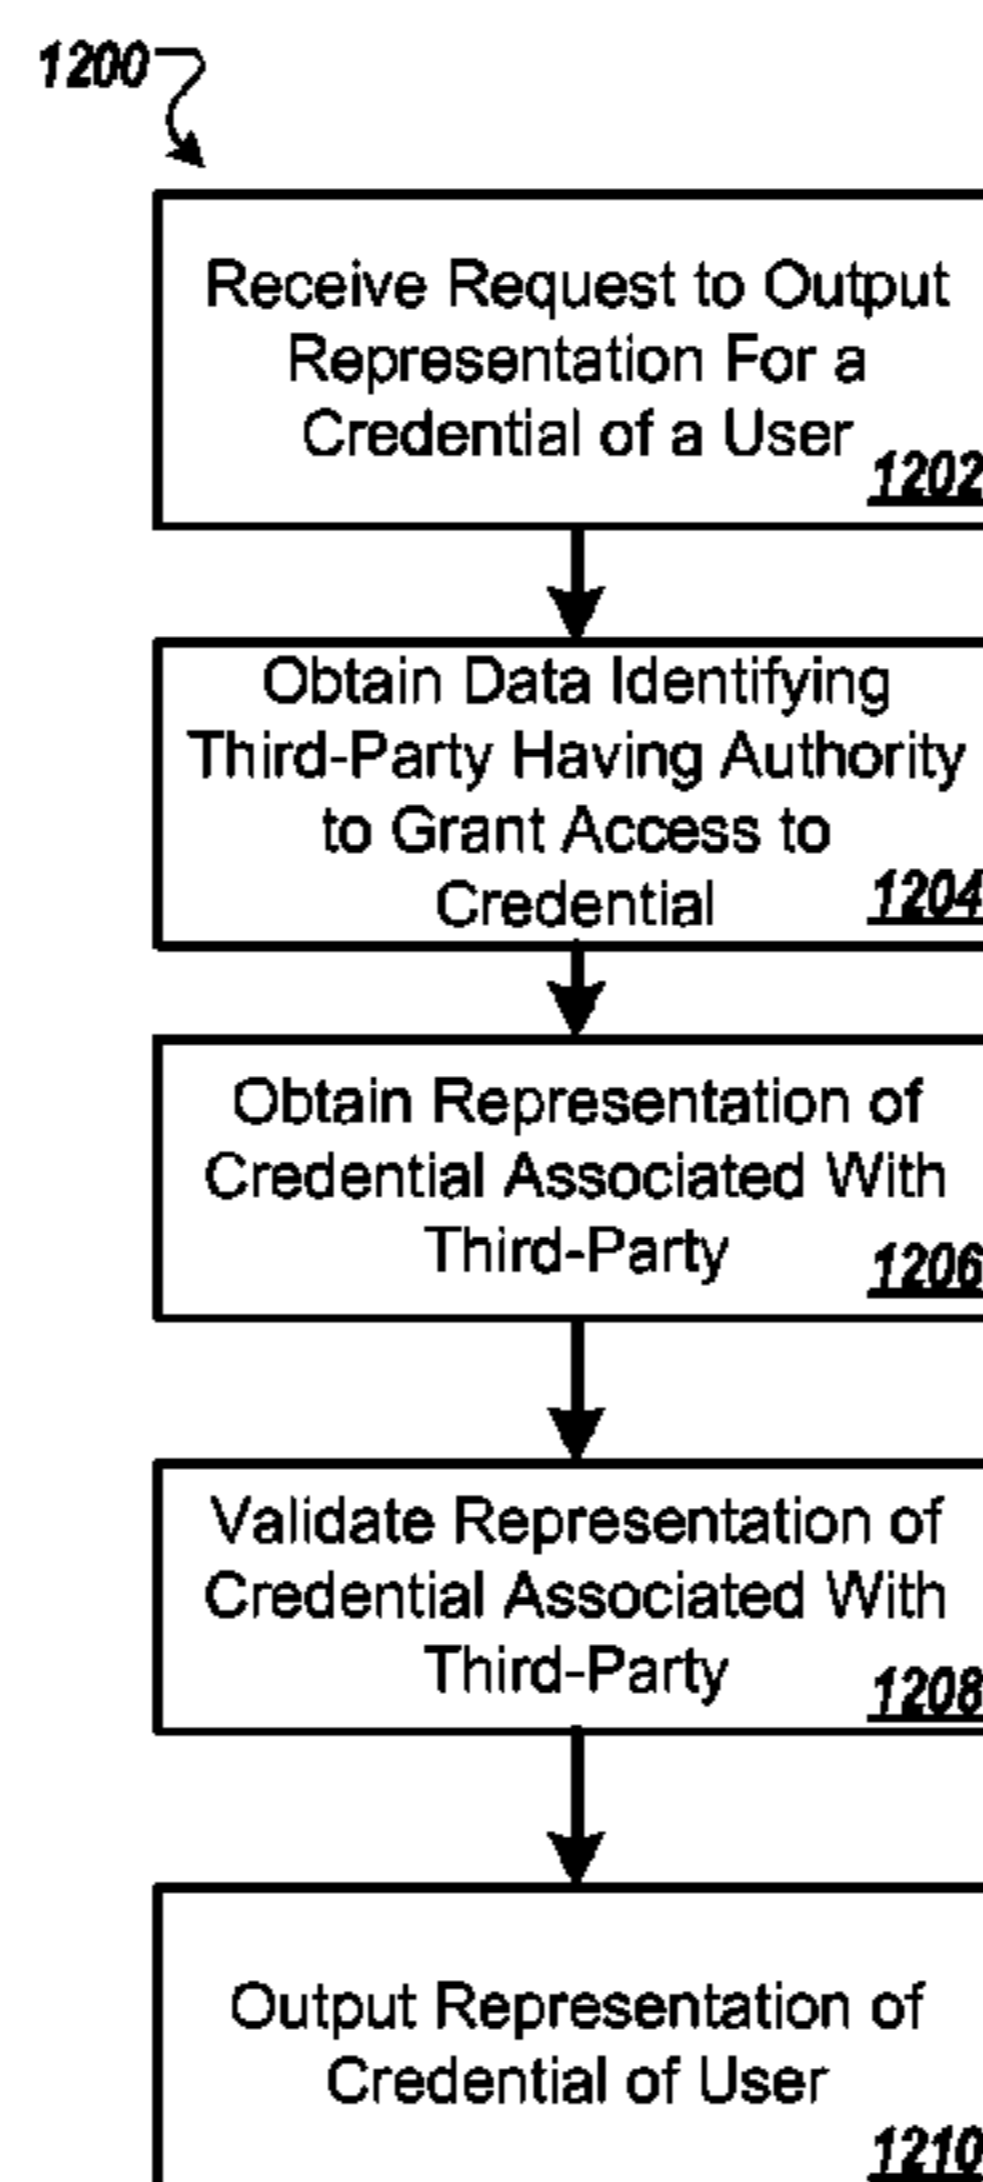 1200
Receive Request to Output
Representation For a
Credential of a User
1202
Obtain Data Identifying
Third-Party Having Authority
to Grant Access to
Credential
1204
Obtain Representation of
Credential Associated With
Third-Party
1206
Validate Representation of
Credential Associated With
Third-Party
1208
Output Representation of
Credential of User
1210